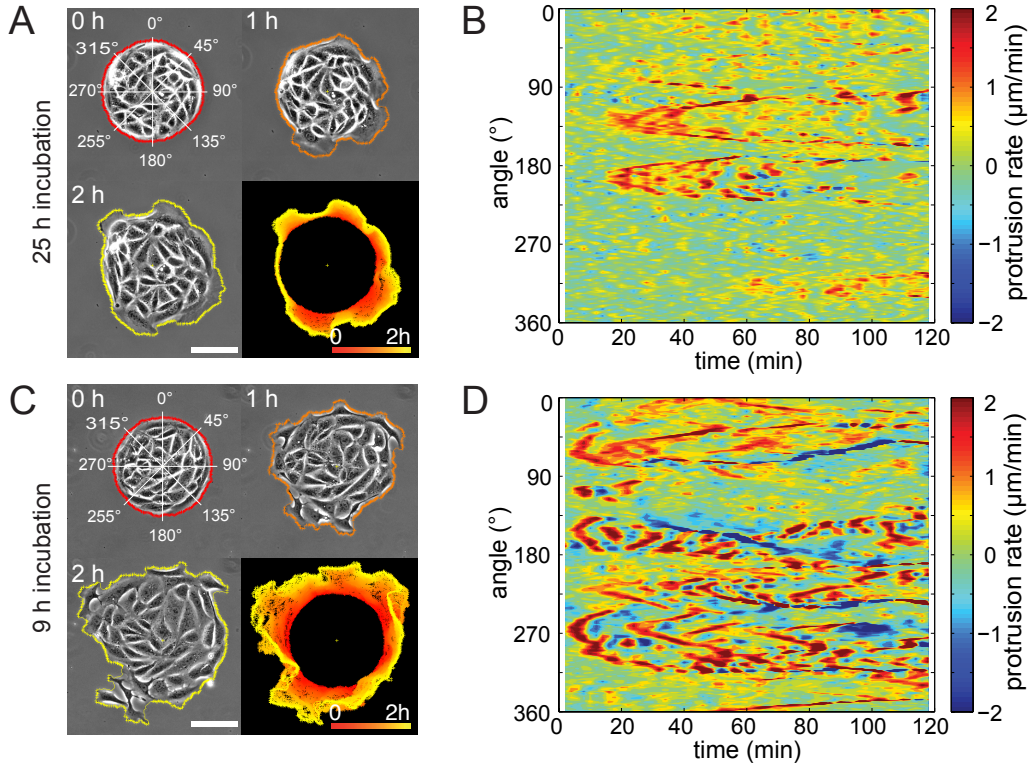 A
25 h incubation
0 h
0°
315°
45°
270°
90°
255°
135°
180°
1 h
2 h
0 2h
B
angle (°)
0
90
180
270
360
0 20 40 60 80 100 120
time (min)
2
1
0
−1
−2
protrusion rate (µm/min)
C
9 h incubation
0 h
0°
315°
45°
270°
90°
255°
135°
180°
1 h
2 h
0 2h
D
angle (°)
0
90
180
270
360
0 20 40 60 80 100 120
time (min)
2
1
0
−1
−2
protrusion rate (µm/min)